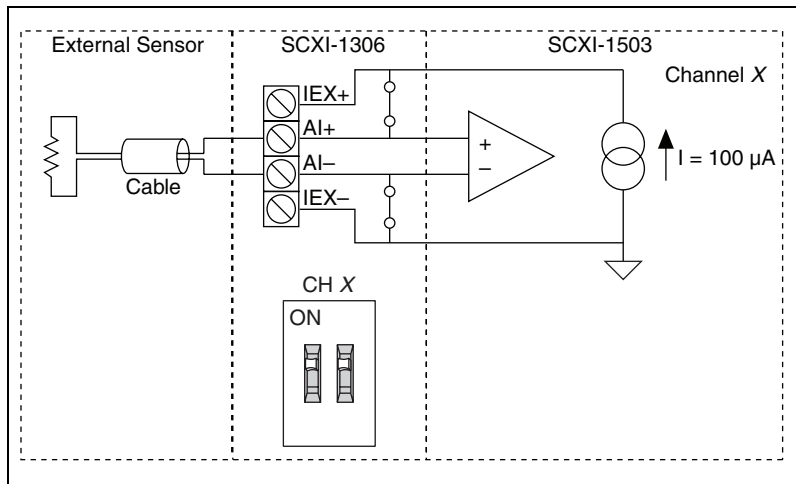 External Sensor
SCXI-1306
SCXI-1503
Channel X
IEX+
AI+
AI–
IEX–
Cable
+
–
I = 100 µA
CH X
ON